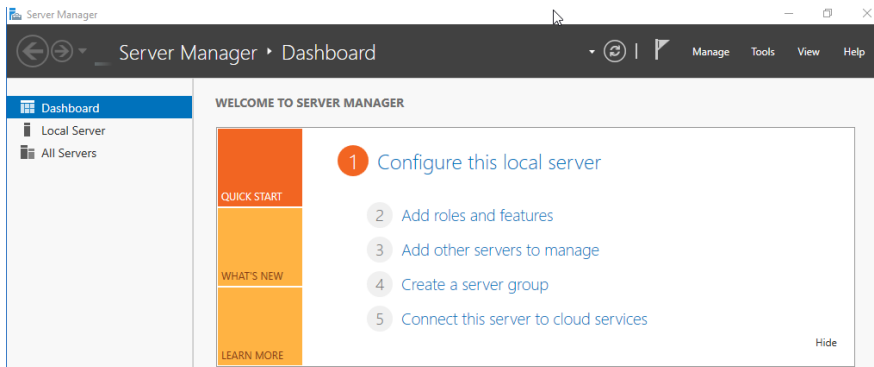 Server Manager
Server Manager • Dashboard
Manage Tools View Help
Dashboard
Local Server
All Servers
WELCOME TO SERVER MANAGER
QUICK START
WHAT'S NEW
LEARN MORE
1 Configure this local server
2 Add roles and features
3 Add other servers to manage
4 Create a server group
5 Connect this server to cloud services
Hide